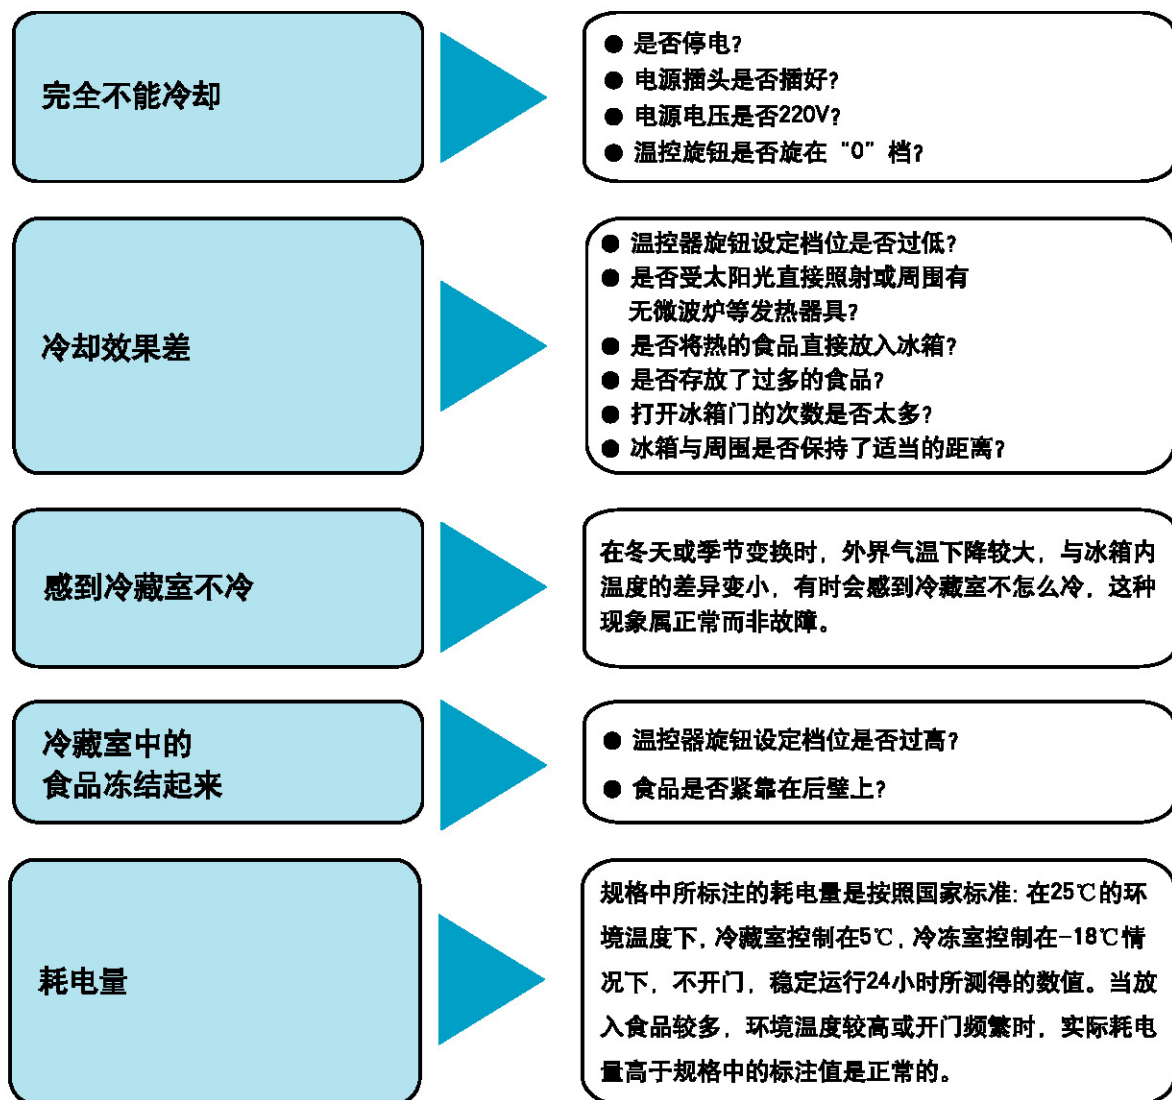 完全不能冷却
● 是否停电?
● 电源插头是否插好?
● 电源电压是否220V?
● 温控旋钮是否旋在“0”档?
冷却效果差
● 温控器旋钮设定档位是否过低?
● 是否受太阳光直接照射或周围有
无微波炉等发热器具?
● 是否将热的食品直接放入冰箱?
● 是否存放了过多的食品?
● 打开冰箱门的次数是否太多?
● 冰箱与周围是否保持了适当的距离?
感到冷藏室不冷
在冬天或季节变换时, 外界气温下降较大, 与冰箱内
温度的差异变小, 有时会感到冷藏室不怎么冷, 这种
现象属正常而非故障。
冷藏室中的
食品冻结起来
● 温控器旋钮设定档位是否过高?
● 食品是否紧靠在后壁上?
耗电量
规格中所标注的耗电量是按照国家标准: 在25℃的环
境温度下, 冷藏室控制在5℃, 冷冻室控制在-18℃情
况下, 不开门, 稳定运行24小时所测得的数值。当放
入食品较多, 环境温度较高或开门频繁时, 实际耗电
量高于规格中的标注值是正常的。